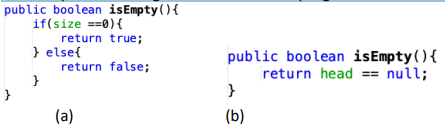 public boolean isEmpty(){
    if(size ==0){
        return true;
    } else{
        return false;
    }
}
(a)
public boolean isEmpty(){
    return head == null;
}
(b)